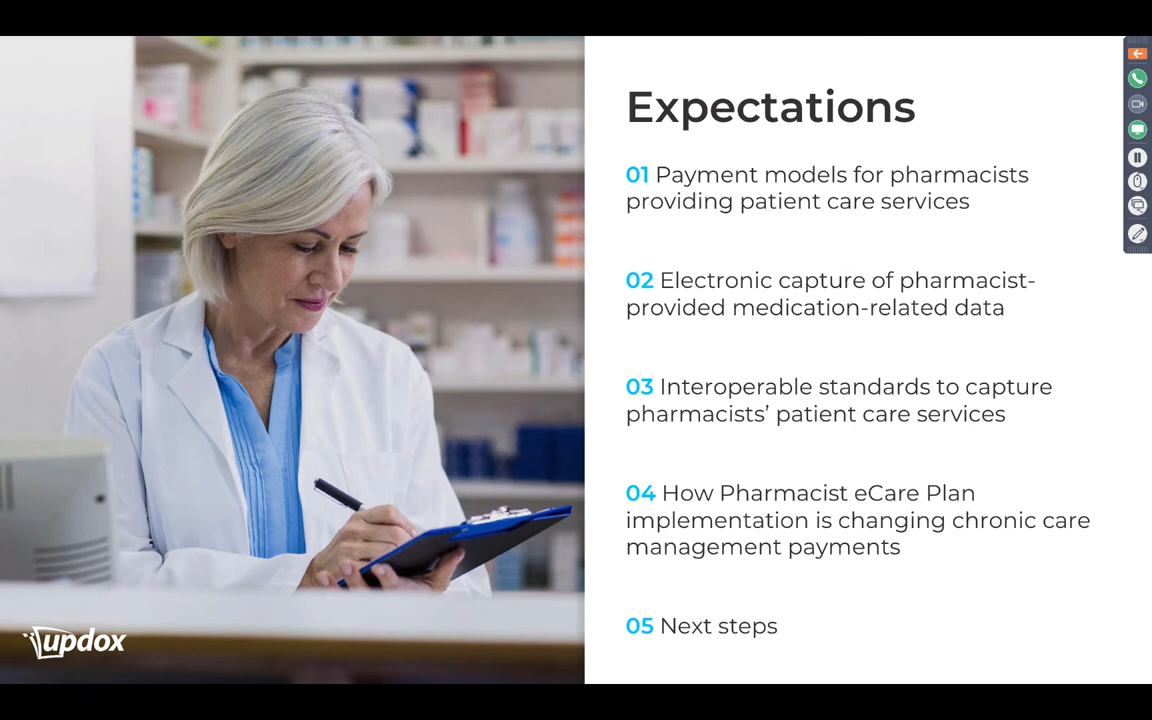 Expectations
01 Payment models for pharmacists
providing patient care services
02 Electronic capture of pharmacist-
provided medication-related data
03 Interoperable standards to capture
pharmacists’ patient care services
04 How Pharmacist eCare Plan
implementation is changing chronic care
management payments
05 Next steps
updox